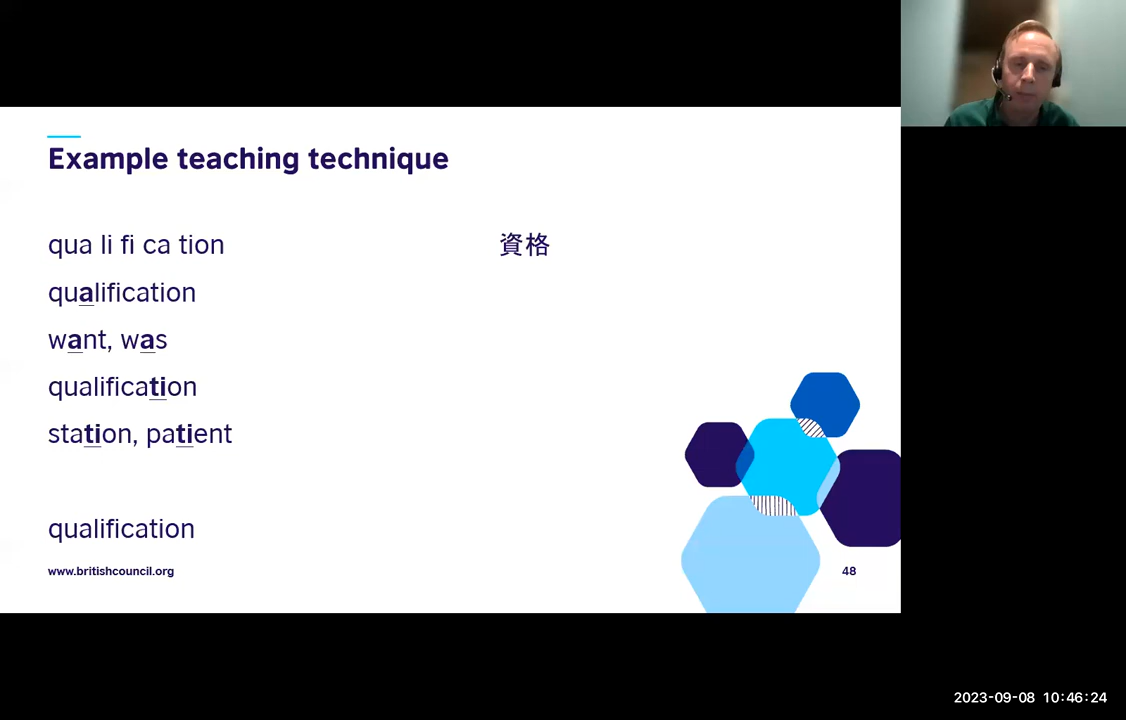 Example teaching technique
qua li fi ca tion 資格
qualification
want, was
qualification
station, patient
qualification
www.britishcouncil.org 48
2023-09-08 10:46:24